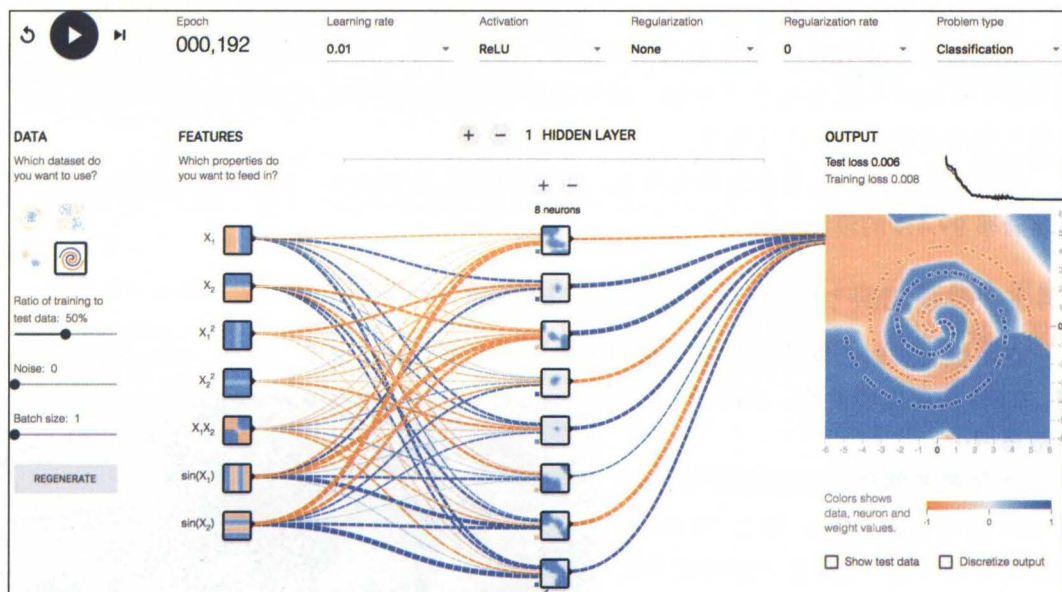 Epoch
000,192
Learning rate
0.01
Activation
ReLU
Regularization
None
Regularization rate
0
Problem type
Classification
DATA
Which dataset do
you want to use?
Ratio of training to
test data: 50%
Noise: 0
Batch size: 1
REGENERATE
FEATURES
Which properties do
you want to feed in?
X₁
X₂
X₁²
X₂²
X₁X₂
sin(X₁)
sin(X₂)
+ − 1 HIDDEN LAYER
+ −
8 neurons
OUTPUT
Test loss 0.006
Training loss 0.008
-6 -5 -4 -3 -2 -1 0 1 2 3 4 5 6
Colors shows
data, neuron and
weight values.
-1 0 1
Show test data
Discretize output